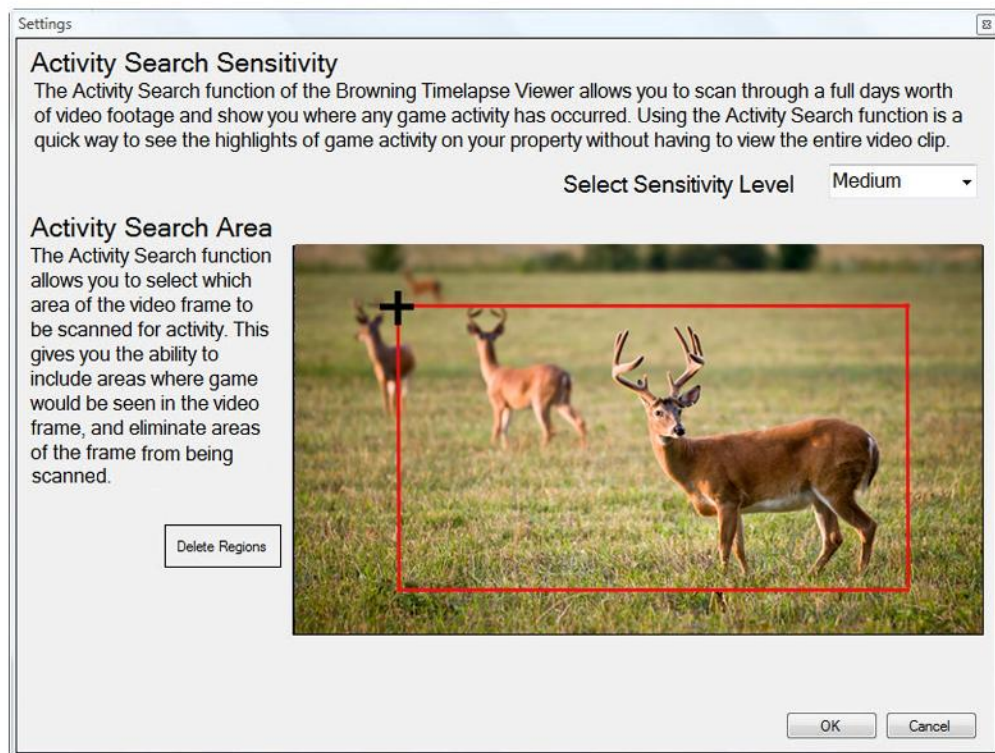 Settings
Activity Search Sensitivity
The Activity Search function of the Browning Timelapse Viewer allows you to scan through a full days worth
of video footage and show you where any game activity has occurred. Using the Activity Search function is a
quick way to see the highlights of game activity on your property without having to view the entire video clip.
Select Sensitivity Level Medium
Activity Search Area
The Activity Search function
allows you to select which
area of the video frame to
be scanned for activity. This
gives you the ability to
include areas where game
would be seen in the video
frame, and eliminate areas
of the frame from being
scanned.
Delete Regions
OK Cancel